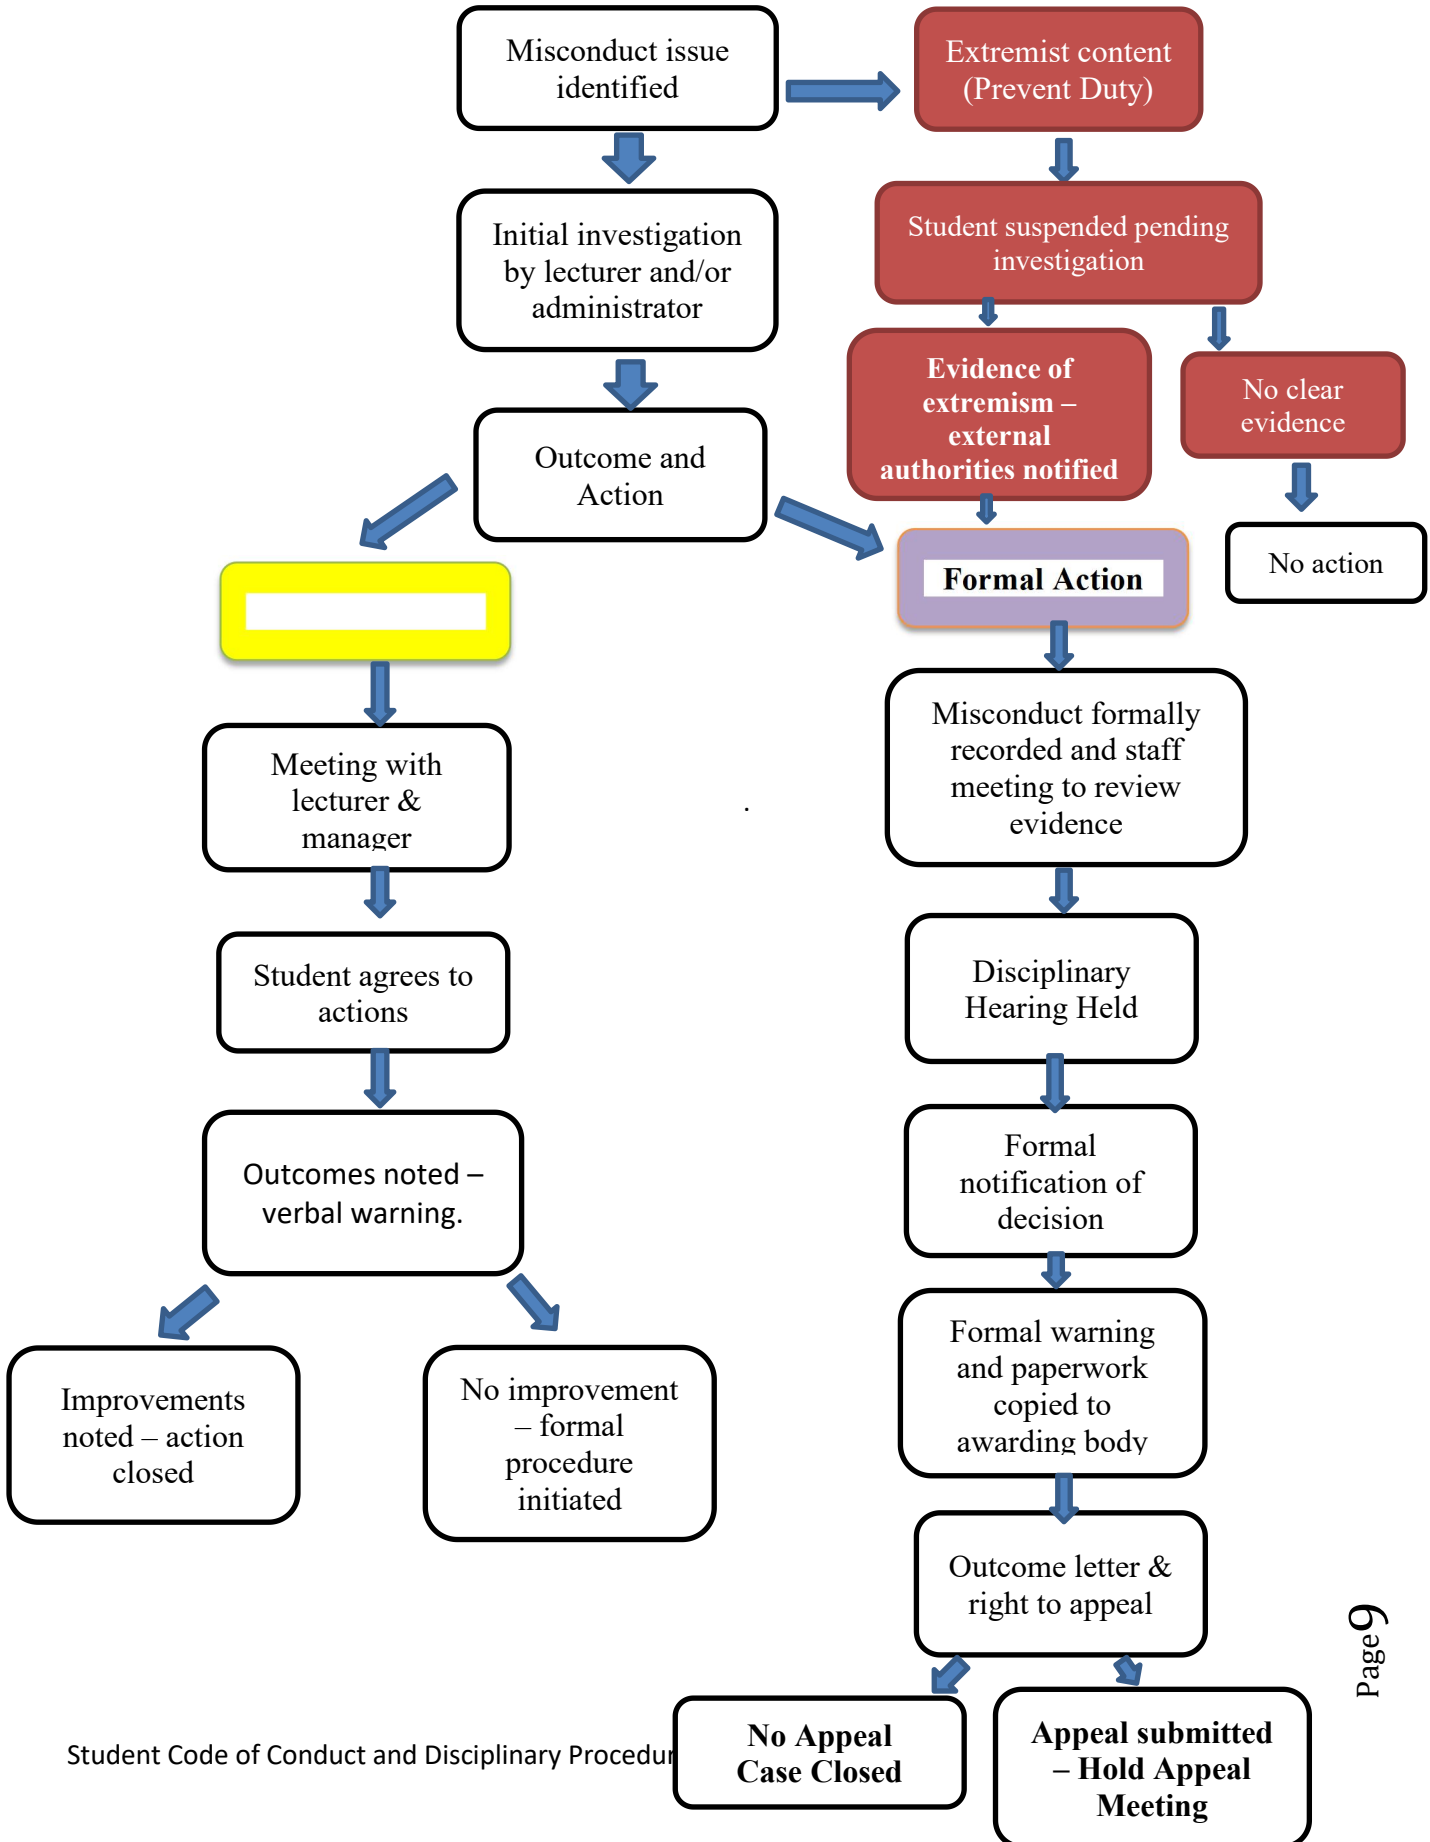 Misconduct issue
identified
Extremist content
(Prevent Duty)
Initial investigation
by lecturer and/or
administrator
Student suspended pending
investigation
Evidence of
extremism –
external
authorities notified
No clear
evidence
Outcome and
Action
No action
Formal Action
Meeting with
lecturer &
manager
Misconduct formally
recorded and staff
meeting to review
evidence
.
Student agrees to
actions
Disciplinary
Hearing Held
Outcomes noted –
verbal warning.
Formal
notification of
decision
Improvements
noted – action
closed
No improvement
– formal
procedure
initiated
Formal warning
and paperwork
copied to
awarding body
Outcome letter &
right to appeal
No Appeal
Case Closed
Appeal submitted
– Hold Appeal
Meeting
Student Code of Conduct and Disciplinary
Page9